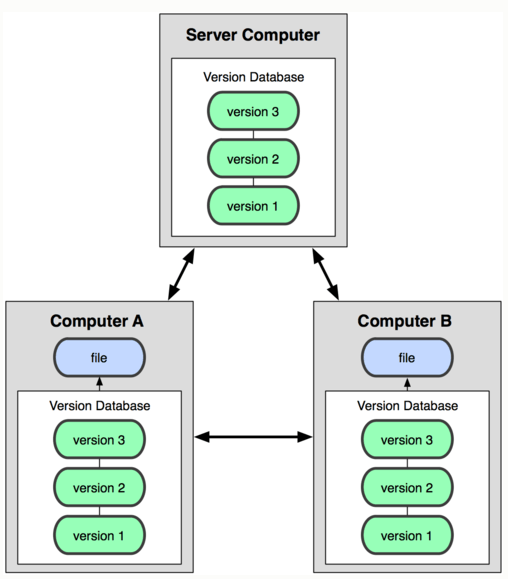 Server Computer
Version Database
version 3
version 2
version 1
Computer A
file
Version Database
version 3
version 2
version 1
Computer B
file
Version Database
version 3
version 2
version 1